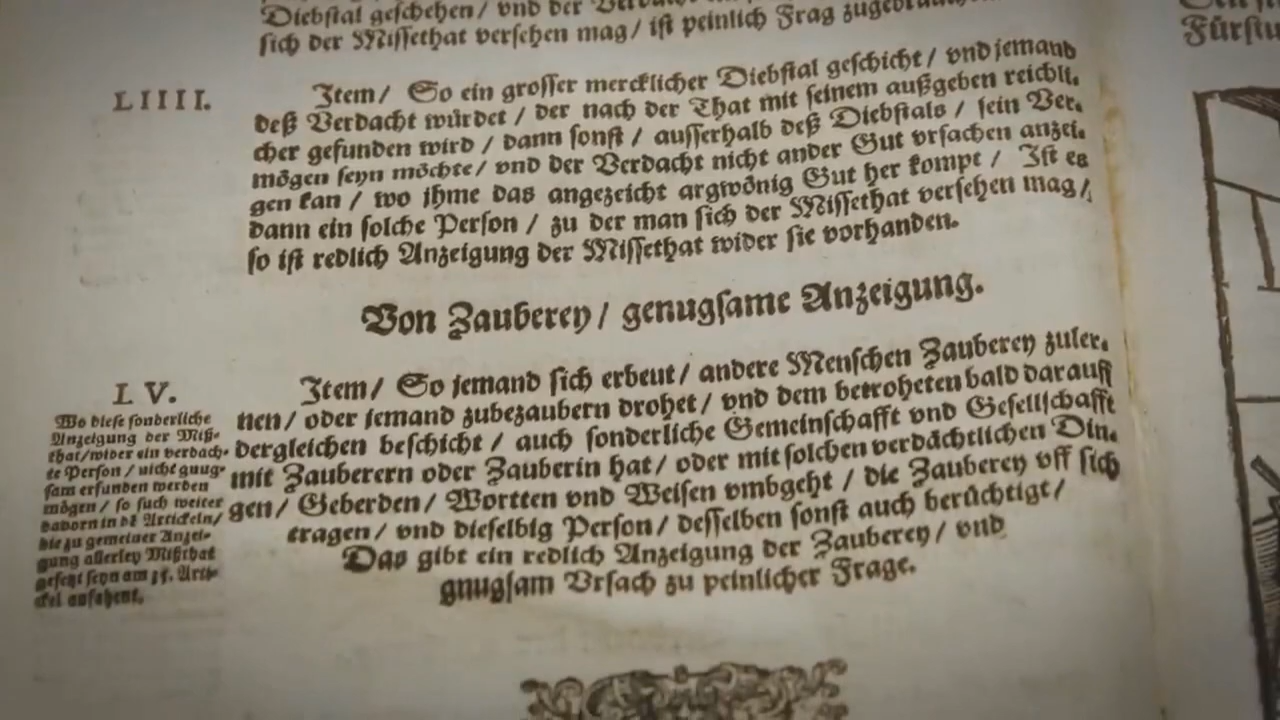 Diebstal geschehen / vnd der
sich der Missethat versehen mag / ist peinlich Frag
Fürstu
LIIII.
Item / So ein grosser mercklicher Diebstal geschicht / vnd jemand
deß Verdacht würdet / der nach der That mit seinem außgeben reichli-
cher gefunden wird / dann sonst / ausserhalb deß Diebstals / sein Ver-
mögen seyn möchte / vnd der Verdacht nicht ander Gut vrsachen anzei-
gen kan / wo ihme das angezeicht argwönig Gut her kompt / Ist es
dann ein solche Person / zu der man sich der Missethat versehen mag /
so ist redlich Anzeigung der Missethat wider sie vorhanden.
Von Zauberey / genugsame Anzeigung.
LV.
Wo diese sonderliche
Anzeigung der Miß-
that / wider ein verdach-
te Person / nicht gnug-
sam erfunden werden
mögen / so such weiter
davorn in dē Artickeln /
die zu gemeiner Anzei-
gung allerley Mißthat
gesetzt seyn am 25. Arti-
ckel anfahent.
Item / So jemand sich erbeut / andere Menschen Zauberey zuler-
nen / oder jemand zubezaubern drohet / vnd dem betroheten bald darauff
dergleichen beschicht / auch sonderliche Gemeinschafft vnd Gesellschafft
mit Zauberern oder Zauberin hat / oder mit solchen verdächtlichen Din-
gen / Geberden / Wortten vnd Weisen vmbgeht / die Zauberey vff sich
tragen / vnd dieselbig Person / desselben sonst auch berüchtigt /
Das gibt ein redlich Anzeigung der Zauberey / vnd
gnugsam Vrsach zu peinlicher Frage.